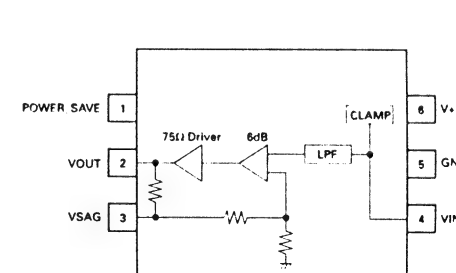 POWER SAVE 1
6 V+
[CLAMP]
75Ω Driver 6dB
LPF
VOUT 2
5 GN
VSAG 3
4 VIN